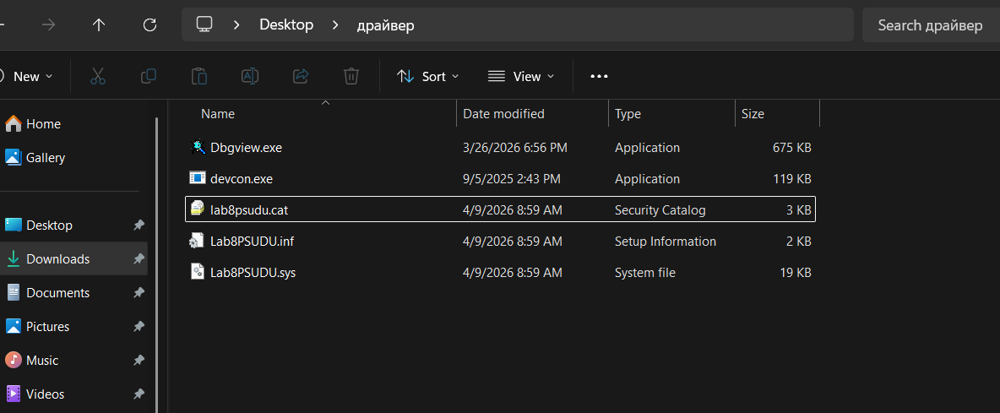 Desktop драйвер Search драйвер
New Sort View
Name Date modified Type Size
Home
Gallery
Desktop
Downloads
Documents
Pictures
Music
Videos
Dbgview.exe 3/26/2026 6:56 PM Application 675 KB
devcon.exe 9/5/2025 2:43 PM Application 119 KB
lab8psudu.cat 4/9/2026 8:59 AM Security Catalog 3 KB
Lab8PSUDU.inf 4/9/2026 8:59 AM Setup Information 2 KB
Lab8PSUDU.sys 4/9/2026 8:59 AM System file 19 KB